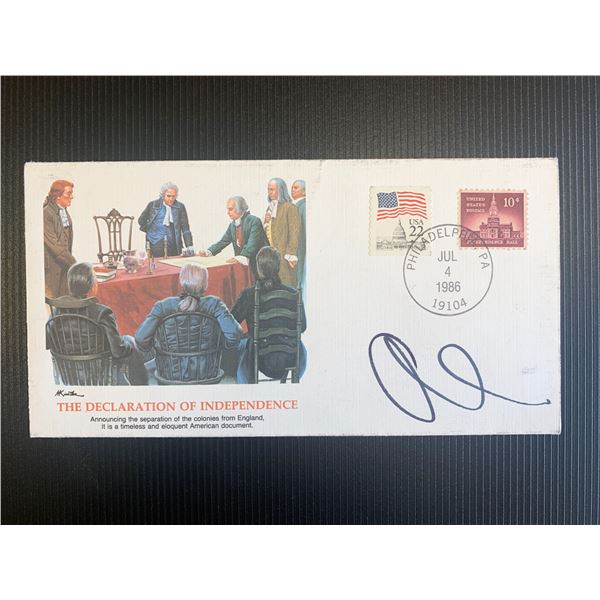 USA
22
UNITED
STATES
POSTAGE
10¢
INDEPENDENCE HALL
PHILADELPHIA, PA
JUL
4
1986
19104
THE DECLARATION OF INDEPENDENCE
Announcing the separation of the colonies from England,
it is a timeless and eloquent American document.